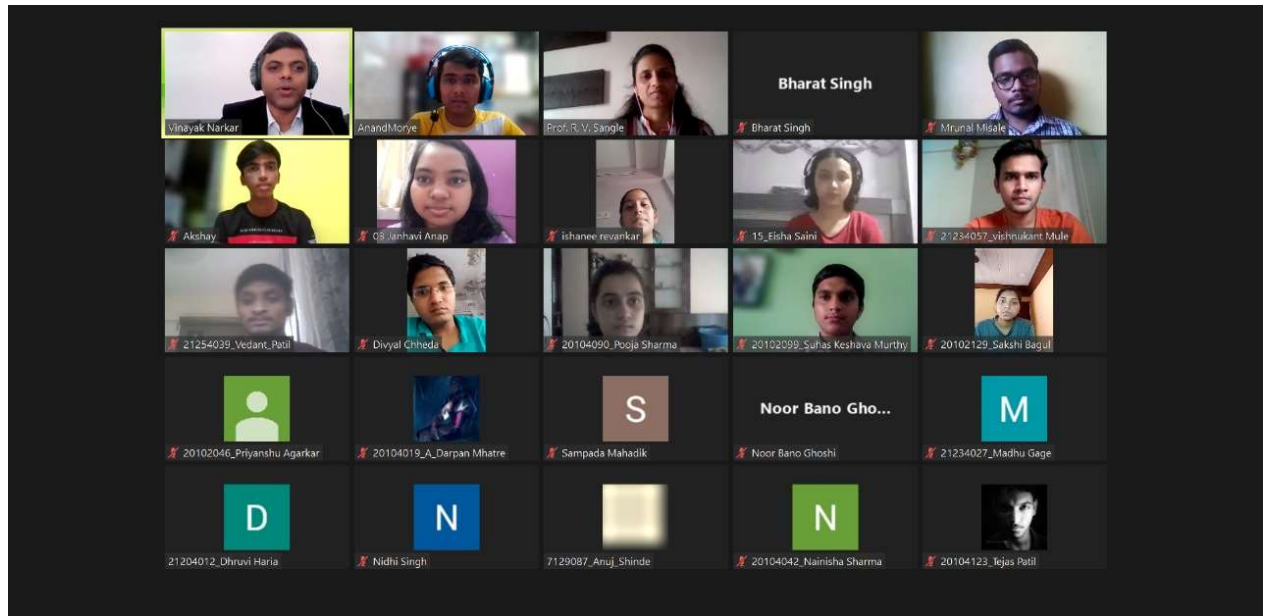 Vinayak Narkar
AnandMorye
Prof. R. V. Sangle
Bharat Singh
Bharat Singh
Mrunal Misale
Akshay
03 Janhavi Anap
ishanee revankar
15_Eisha Saini
21234057_vishnukant Mule
21254039_Vedant_Patil
Divyal Chheda
20104090_Pooja Sharma
20102099_Suhas Keshava Murthy
20102129_Sakshi Bagul
20102046_Priyanshu Agarkar
20104019_A_Darpan Mhatre
S
Sampada Mahadik
Noor Bano Gho...
Noor Bano Ghoshi
M
21234027_Madhu Gage
D
21204012_Dhruvi Haria
N
Nidhi Singh
7129087_Anuj_Shinde
N
20104042_Nainisha Sharma
20104123_Tejas Patil